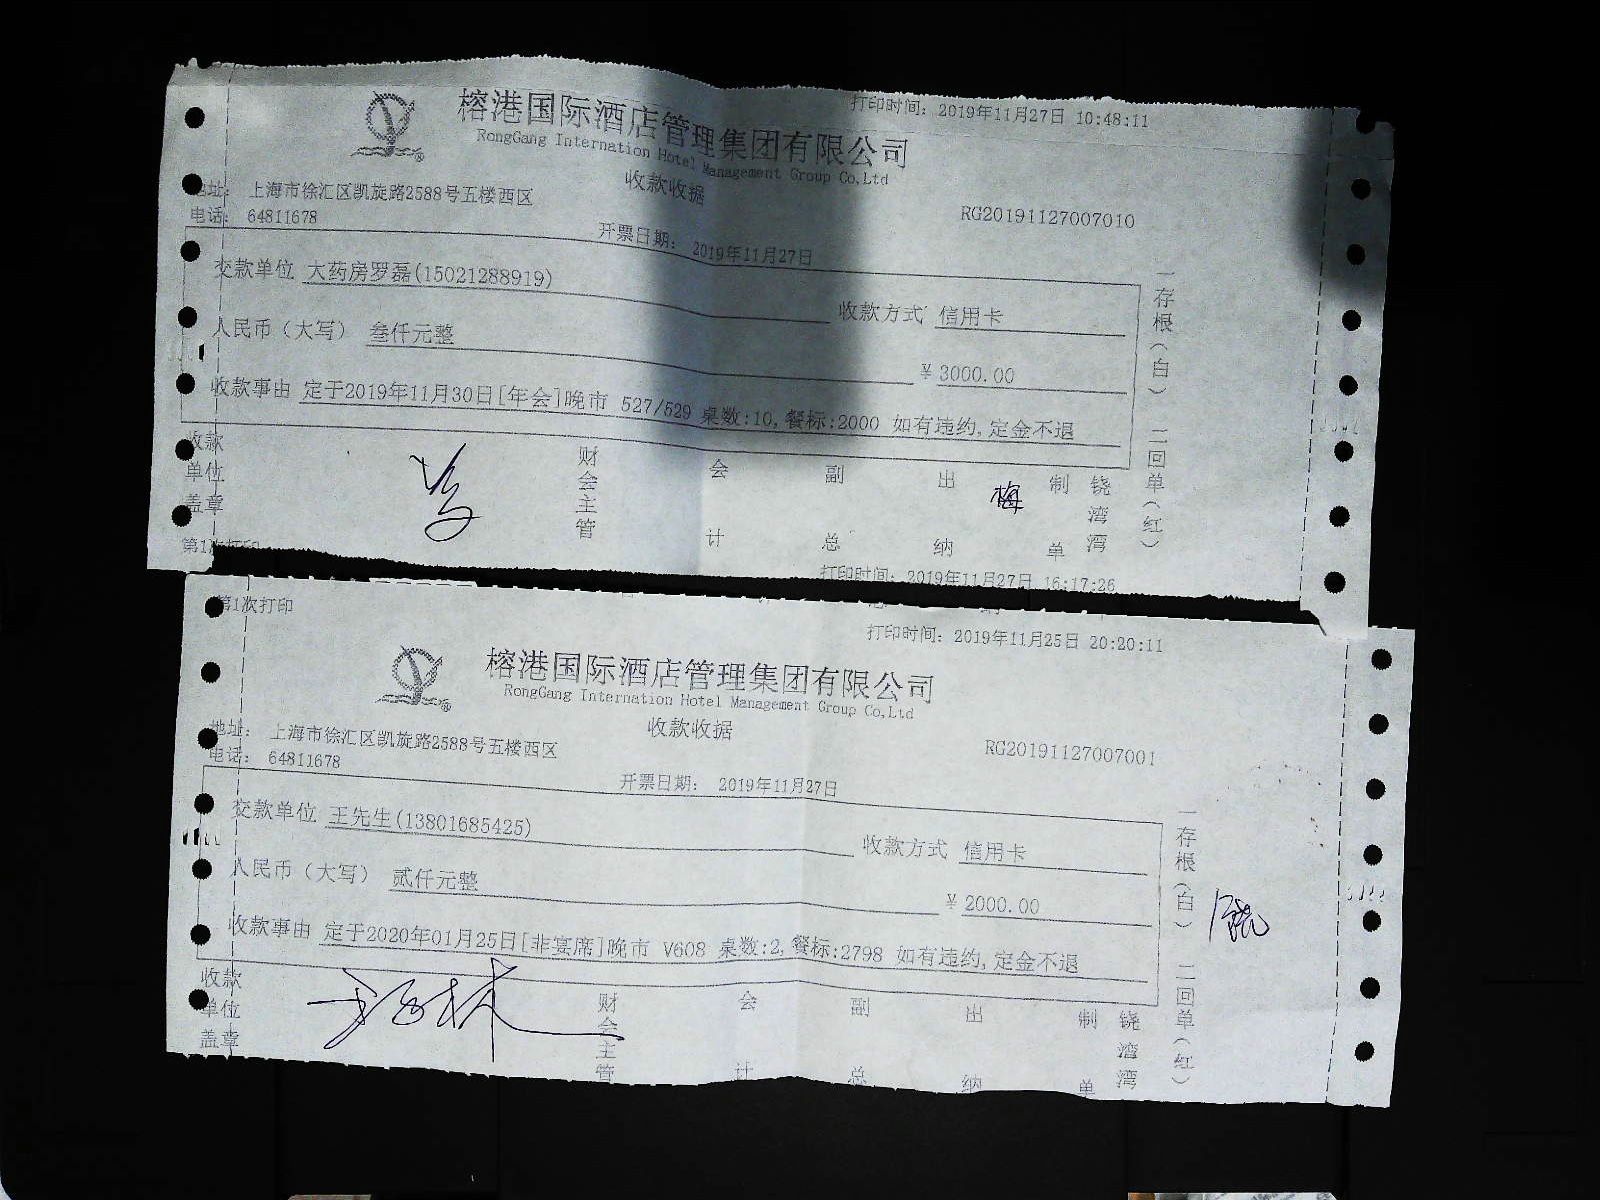 打印时间: 2019年11月27日 10:48:11
榕港国际酒店管理集团有限公司
RongGang Internation Hotel Management Group Co,Ltd
收款收据
地址: 上海市徐汇区凯旋路2588号五楼西区
电话: 64811678
RG20191127007010
开票日期: 2019年11月27日
交款单位 大药房罗磊(15021288919)
收款方式 信用卡
人民币(大写) 叁仟元整
¥3000.00
收款事由 定于2019年11月30日[年会]晚市 527/529 桌数:10,餐标:2000 如有违约,定金不退
一存根(白) 二回单(红)
收款单位盖章
财会主管
会计
副总
出纳
梅
制单
铙湾湾
第1次打印
打印时间: 2019年11月27日 16:17:26
第1次打印
打印时间: 2019年11月25日 20:20:11
榕港国际酒店管理集团有限公司
RongGang Internation Hotel Management Group Co,Ltd
收款收据
地址: 上海市徐汇区凯旋路2588号五楼西区
电话: 64811678
RG20191127007001
开票日期: 2019年11月27日
交款单位 王先生(13801685425)
收款方式 信用卡
人民币(大写) 贰仟元整
¥2000.00
收款事由 定于2020年01月25日[非宴席]晚市 V608 桌数:2,餐标:2798 如有违约,定金不退
一存根(白) 二回单(红)
收款单位盖章
财会主管
会计
副总
出纳
制单
铙湾湾